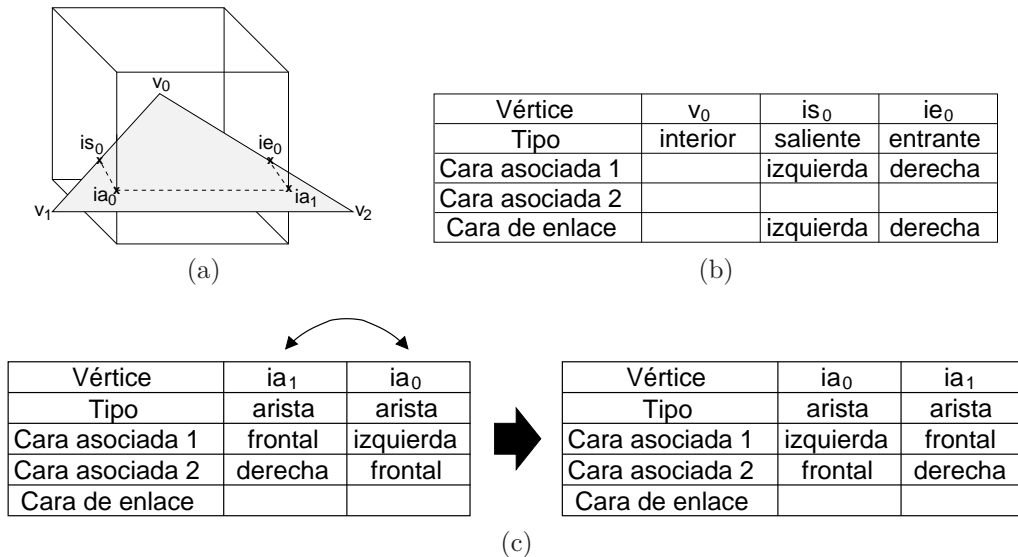 v0
is0
ie0
ia0
ia1
v1
v2
(a)
Vértice v0 is0 ie0
Tipo interior saliente entrante
Cara asociada 1 izquierda derecha
Cara asociada 2
Cara de enlace izquierda derecha
(b)
Vértice ia1 ia0
Tipo arista arista
Cara asociada 1 frontal izquierda
Cara asociada 2 derecha frontal
Cara de enlace
Vértice ia0 ia1
Tipo arista arista
Cara asociada 1 izquierda frontal
Cara asociada 2 frontal derecha
Cara de enlace
(c)